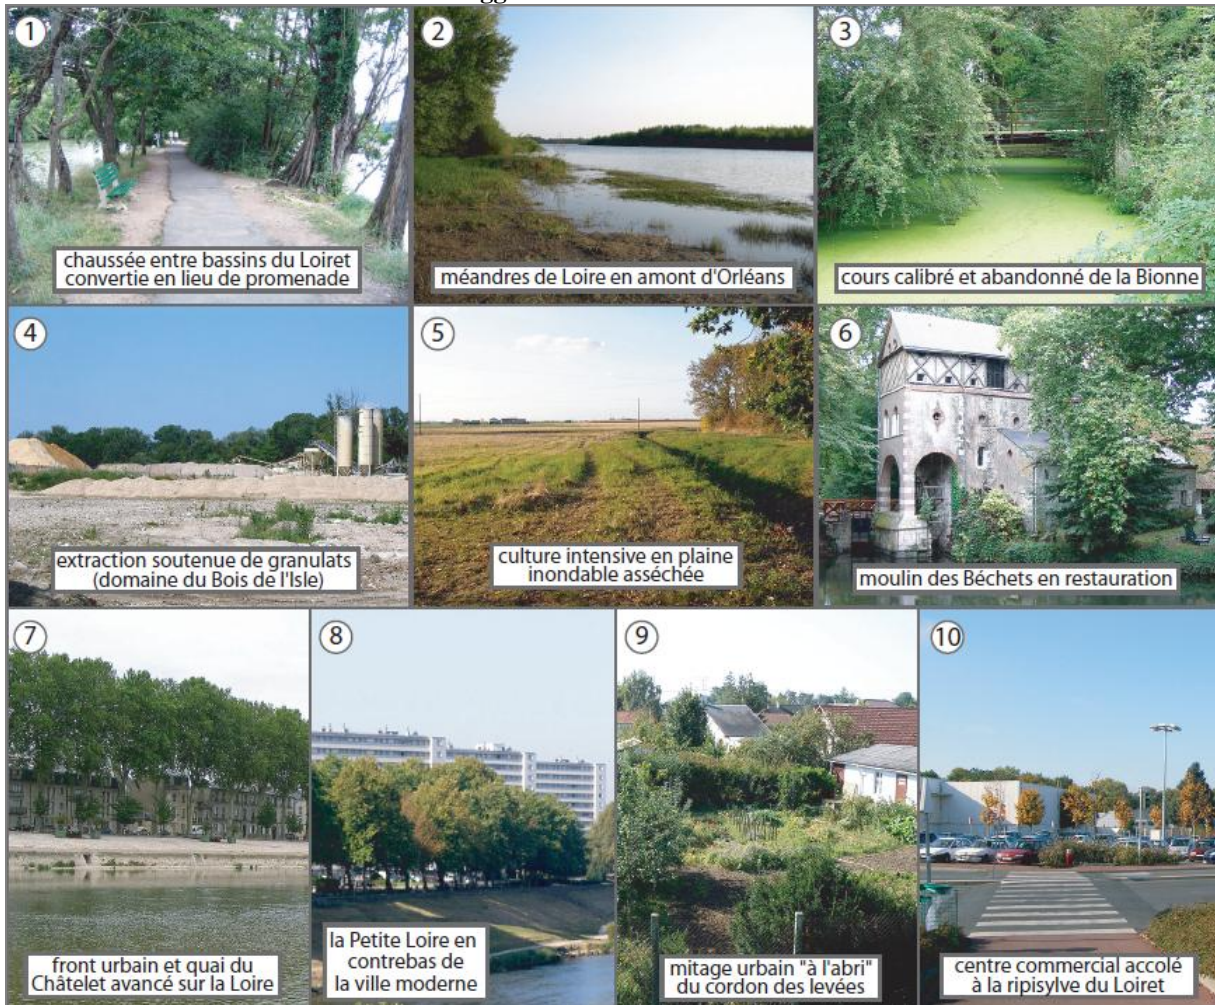 gg
1
2
3
chaussée entre bassins du Loiret
convertie en lieu de promenade
méandres de Loire en amont d'Orléans
cours calibré et abandonné de la Bionne
4
5
6
extraction soutenue de granulats
(domaine du Bois de l'Isle)
culture intensive en plaine
inondable asséchée
moulin des Béchets en restauration
7
8
9
10
front urbain et quai du
Châtelet avancé sur la Loire
la Petite Loire en
contrebas de
la ville moderne
mitage urbain "à l'abri"
du cordon des levées
centre commercial accolé
à la ripisylve du Loiret